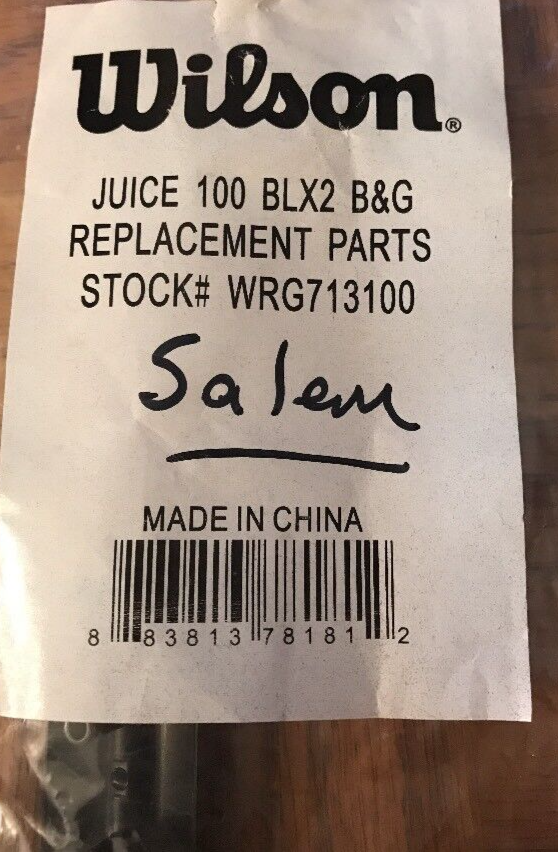 Wilson®
JUICE 100 BLX2 B&G
REPLACEMENT PARTS
STOCK# WRG713100
Salem
MADE IN CHINA
8 83813 78181 2